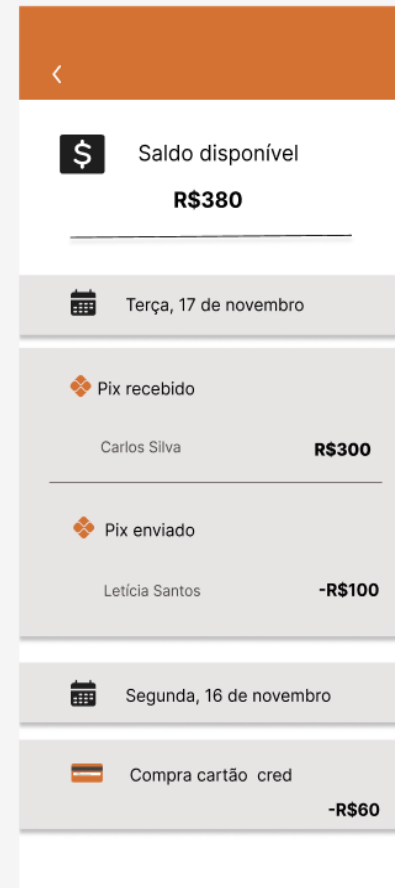 Saldo disponível
R$380
Terça, 17 de novembro
Pix recebido
Carlos Silva R$300
Pix enviado
Letícia Santos -R$100
Segunda, 16 de novembro
Compra cartão cred
-R$60